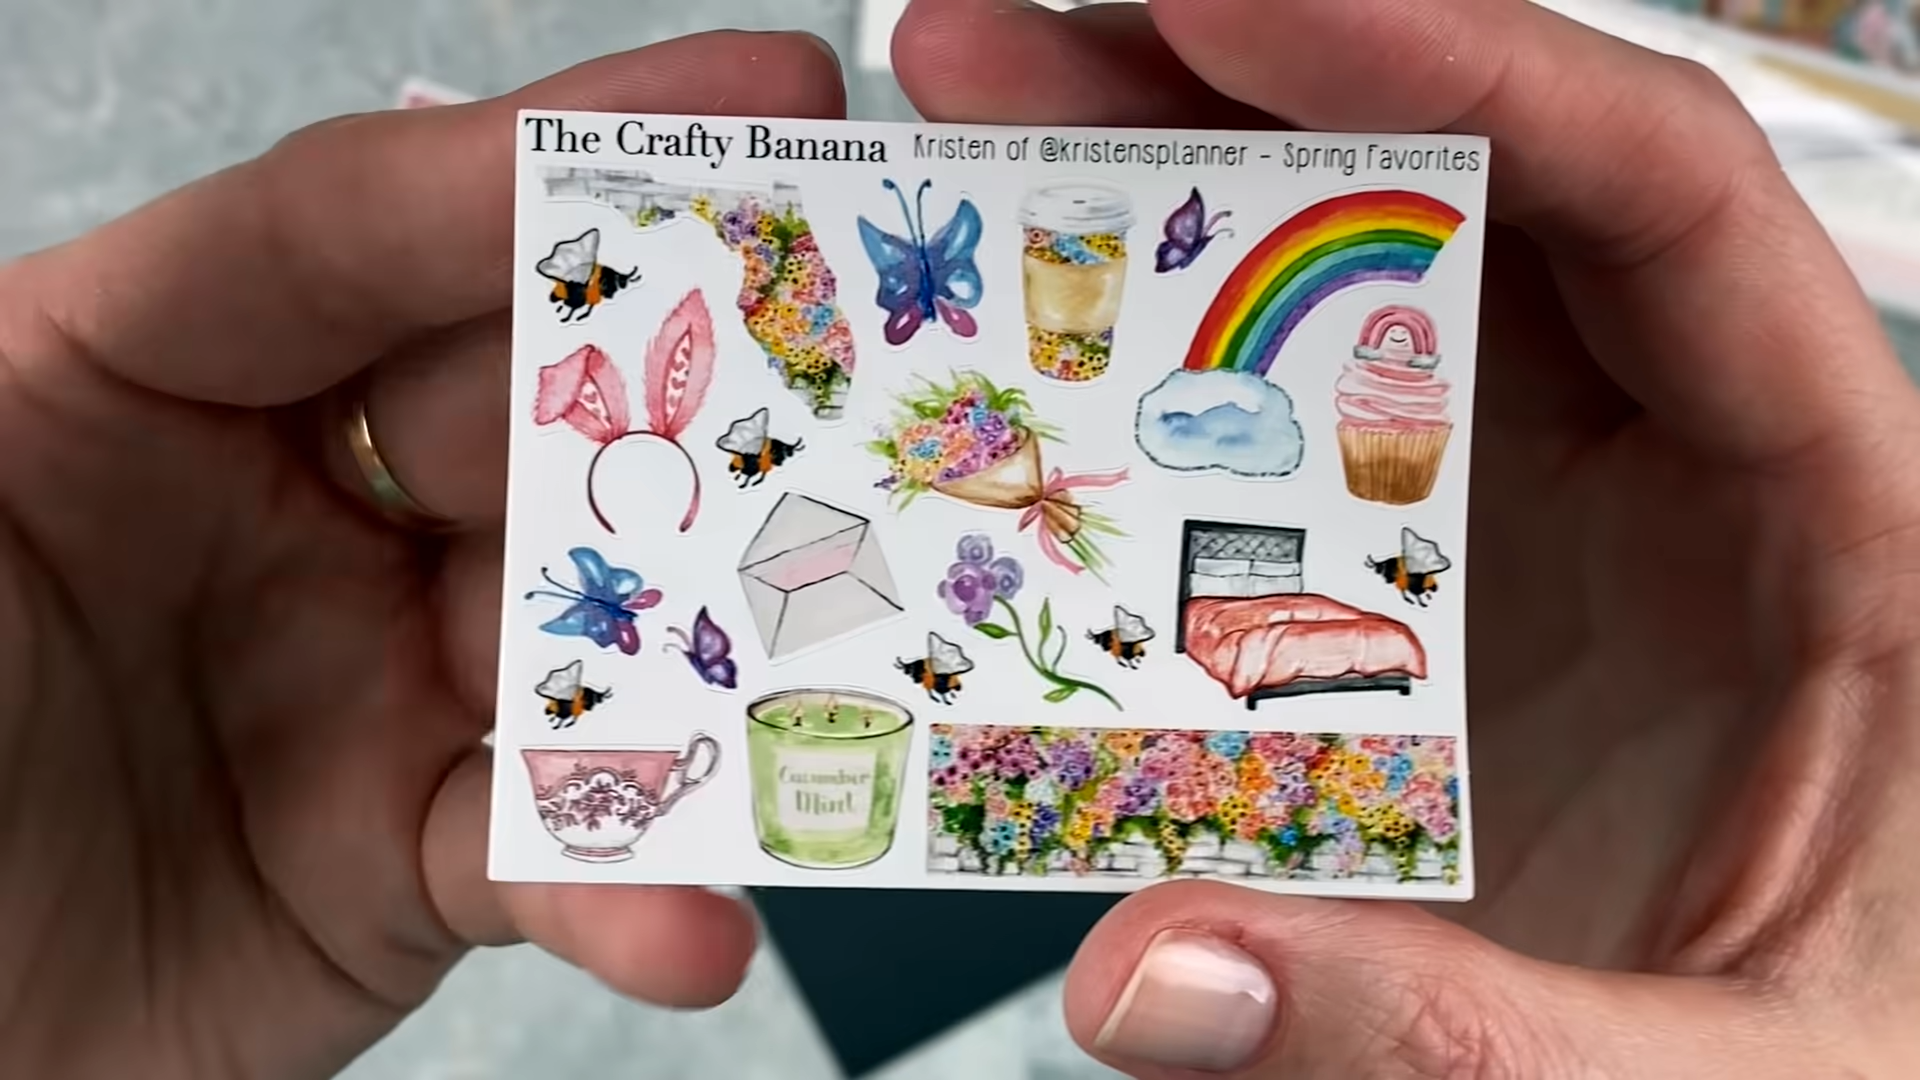 The Crafty Banana Kristen of @kristensplanner - Spring Favorites
Cucumber
Mint